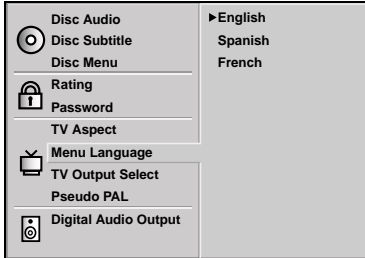 Disc Audio
Disc Subtitle
Disc Menu
Rating
Password
TV Aspect
Menu Language
TV Output Select
Pseudo PAL
Digital Audio Output
English
Spanish
French